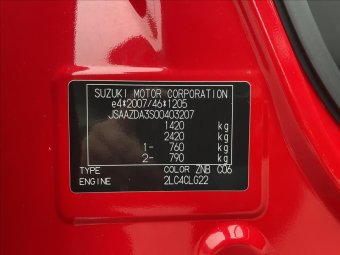 SUZUKI MOTOR CORPORATION
e4*2007/46*1205
JSAAZDA3S00403207
1420 kg
2420 kg
1- 760 kg
2- 790 kg
TYPE COLOR ZNB C06
ENGINE 2LC4CLG22